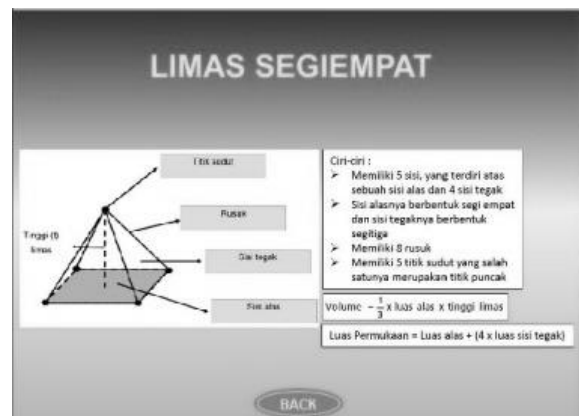 LIMAS SEGIEMPAT
Titik sudut
Rusuk
Tinggi (t)
limas
Sisi tegak
Sisi alas
Ciri-ciri :
➢ Memiliki 5 sisi, yang terdiri atas
sebuah sisi alas dan 4 sisi tegak
➢ Sisi alasnya berbentuk segi empat
dan sisi tegaknya berbentuk
segitiga
➢ Memiliki 8 rusuk
➢ Memiliki 5 titik sudut yang salah
satunya merupakan titik puncak
Volume = 1/3 x luas alas x tinggi limas
Luas Permukaan = Luas alas + (4 x luas sisi tegak)
BACK